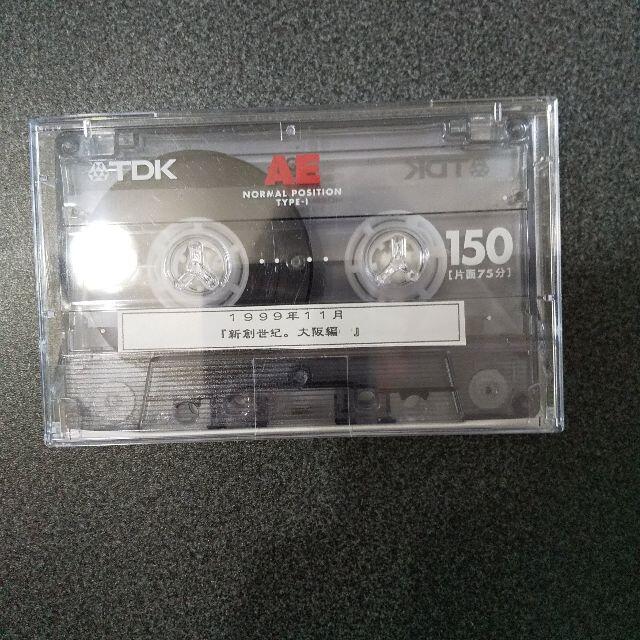 TDK
AE
TDK
NORMAL POSITION
TYPE-I
150
[片面75分]
1999年11月
『新創世紀。大阪編 』